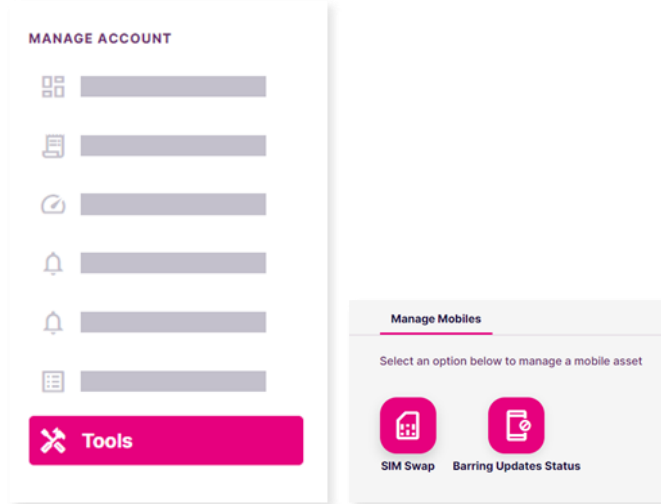 MANAGE ACCOUNT
Tools
Manage Mobiles
Select an option below to manage a mobile asset
SIM Swap
Barring Updates Status